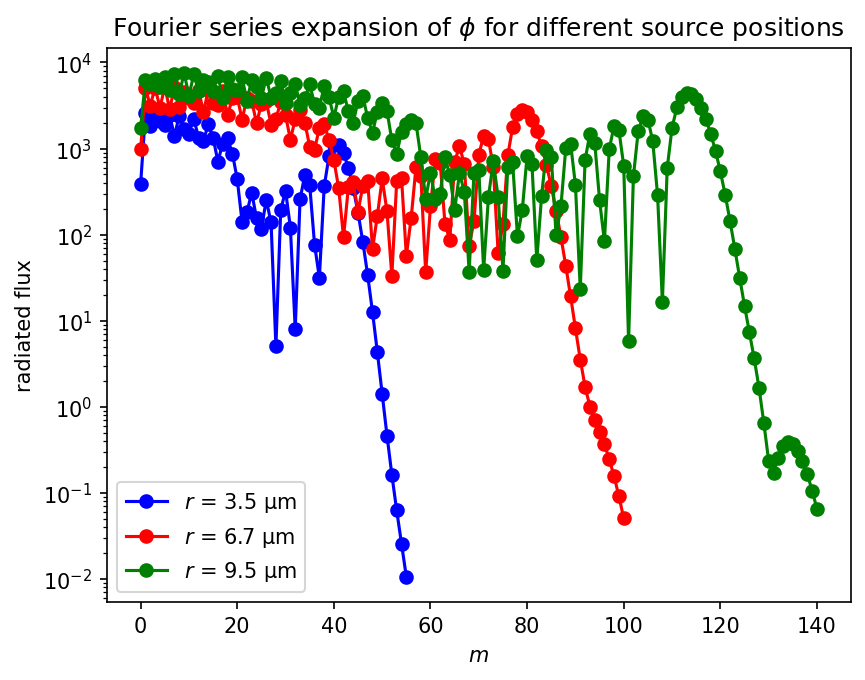 Fourier series expansion of ϕ for different source positions
radiated flux
10⁴
10³
10²
10¹
10⁰
10⁻¹
10⁻²
r = 3.5 μm
r = 6.7 μm
r = 9.5 μm
0 20 40 60 80 100 120 140
m